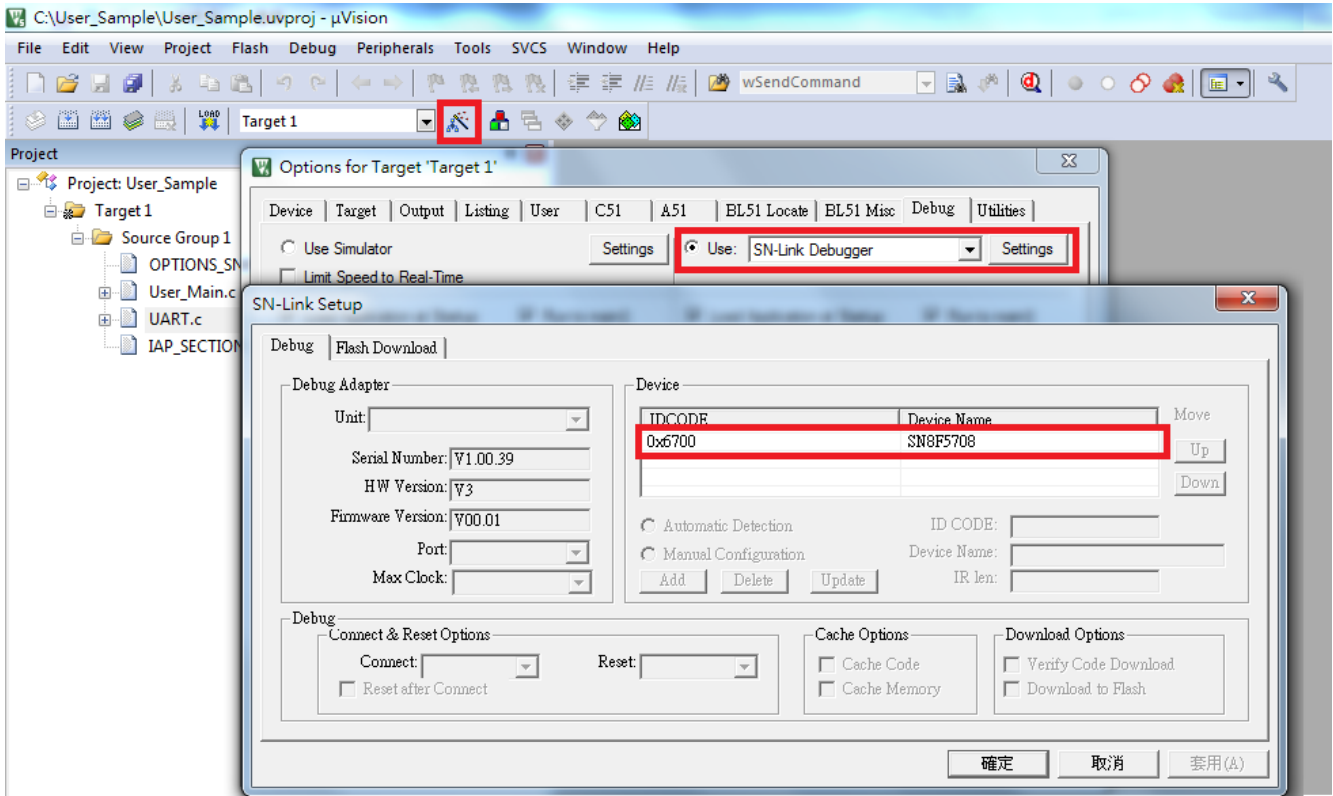 C:\User_Sample\User_Sample.uvproj - µVision
File Edit View Project Flash Debug Peripherals Tools SVCS Window Help
wSendCommand
LOAD Target 1
Project
Project: User_Sample
Target 1
Source Group 1
OPTIONS_SN
User_Main.c
UART.c
IAP_SECTION
Options for Target 'Target 1'
Device Target Output Listing User C51 A51 BL51 Locate BL51 Misc Debug Utilities
Use Simulator Settings Use: SN-Link Debugger Settings
Limit Speed to Real-Time
SN-Link Setup
Debug Flash Download
Debug Adapter
Unit:
Serial Number: V1.00.39
HW Version: V3
Firmware Version: V00.01
Port:
Max Clock:
Device
IDCODE Device Name Move
0x6700 SN8F5708
Up
Down
Automatic Detection ID CODE:
Manual Configuration Device Name:
Add Delete Update IR len:
Debug
Connect & Reset Options
Connect: Reset:
Reset after Connect
Cache Options
Cache Code
Cache Memory
Download Options
Verify Code Download
Download to Flash
確定 取消 套用(A)